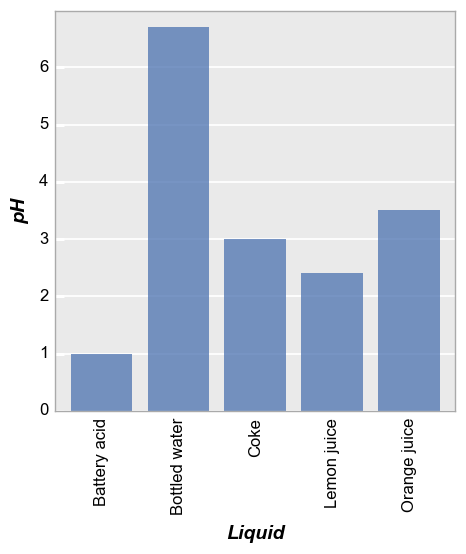 6
5
4
3
2
1
0
pH
Battery acid
Bottled water
Coke
Lemon juice
Orange juice
Liquid